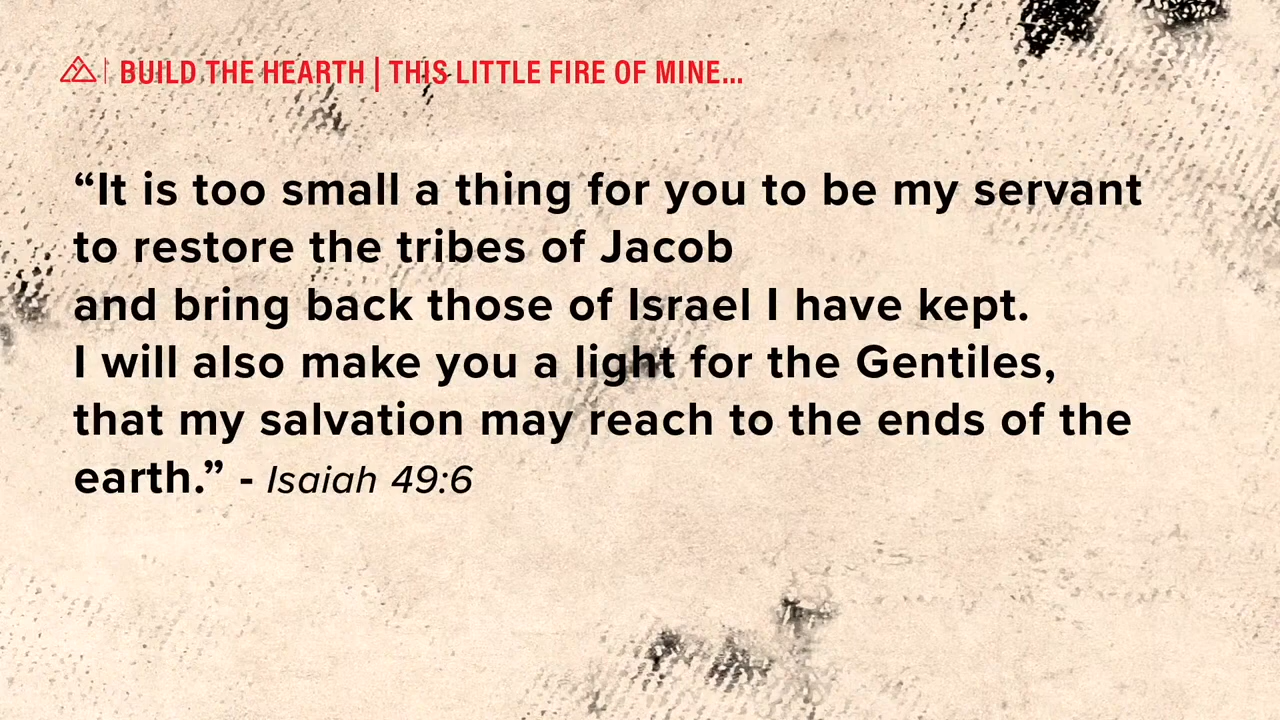 BUILD THE HEARTH | THIS LITTLE FIRE OF MINE...
“It is too small a thing for you to be my servant
to restore the tribes of Jacob
and bring back those of Israel I have kept.
I will also make you a light for the Gentiles,
that my salvation may reach to the ends of the
earth.” - Isaiah 49:6